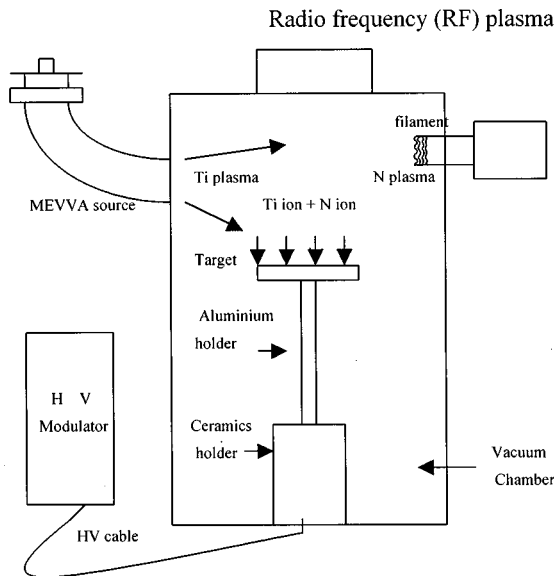 Radio frequency (RF) plasma
filament
Ti plasma
N plasma
MEVVA source
Ti ion + N ion
Target
Aluminium
holder
H V
Modulator
Ceramics
holder
Vacuum
Chamber
HV cable